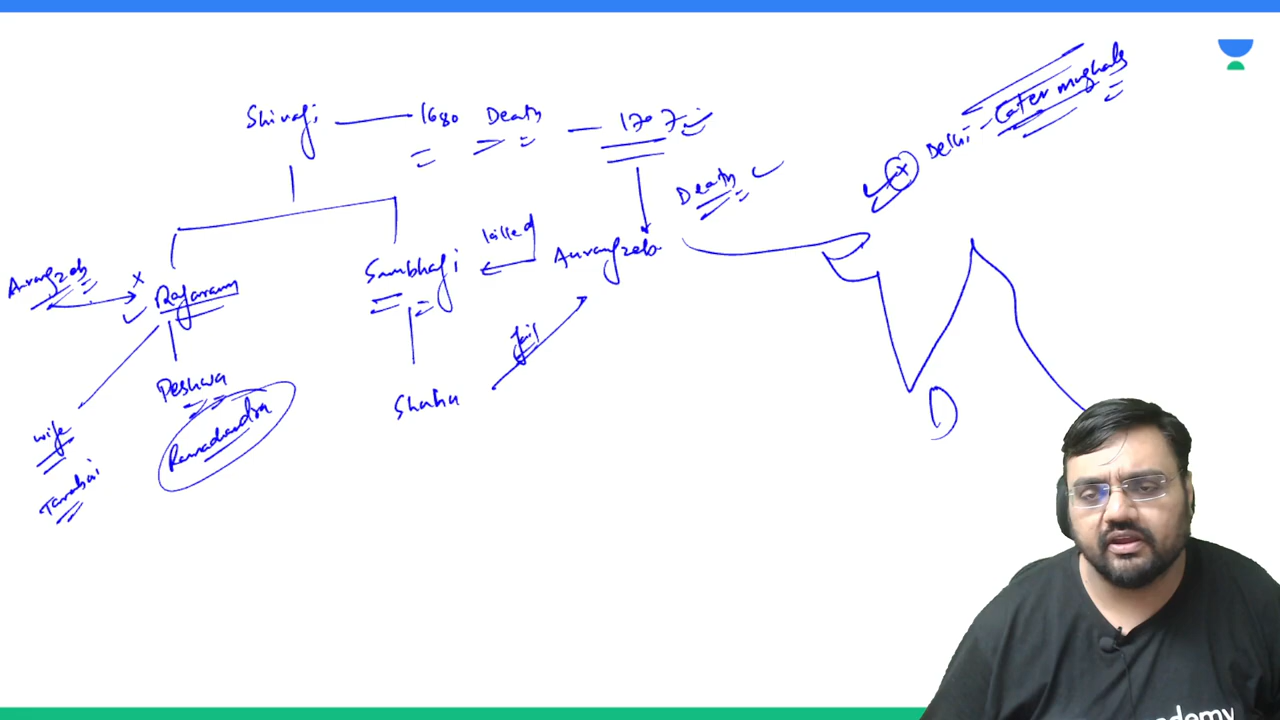 Shivaji — 1680 Death — 1707
Delhi - Later mughals
Death
killed
Aurangzeb
Sambhaji
Aurangzeb
x
Rajaram
Jail
Peshwa
Shahu
Ramchandra
wife
Tarabai
D
demy